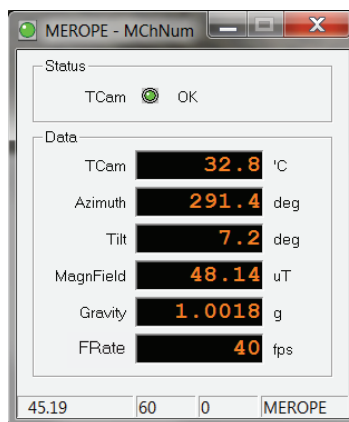 MEROPE - MChNum
Status
TCam OK
Data
TCam 32.8 'C
Azimuth 291.4 deg
Tilt 7.2 deg
MagnField 48.14 uT
Gravity 1.0018 g
FRate 40 fps
45.19 60 0 MEROPE